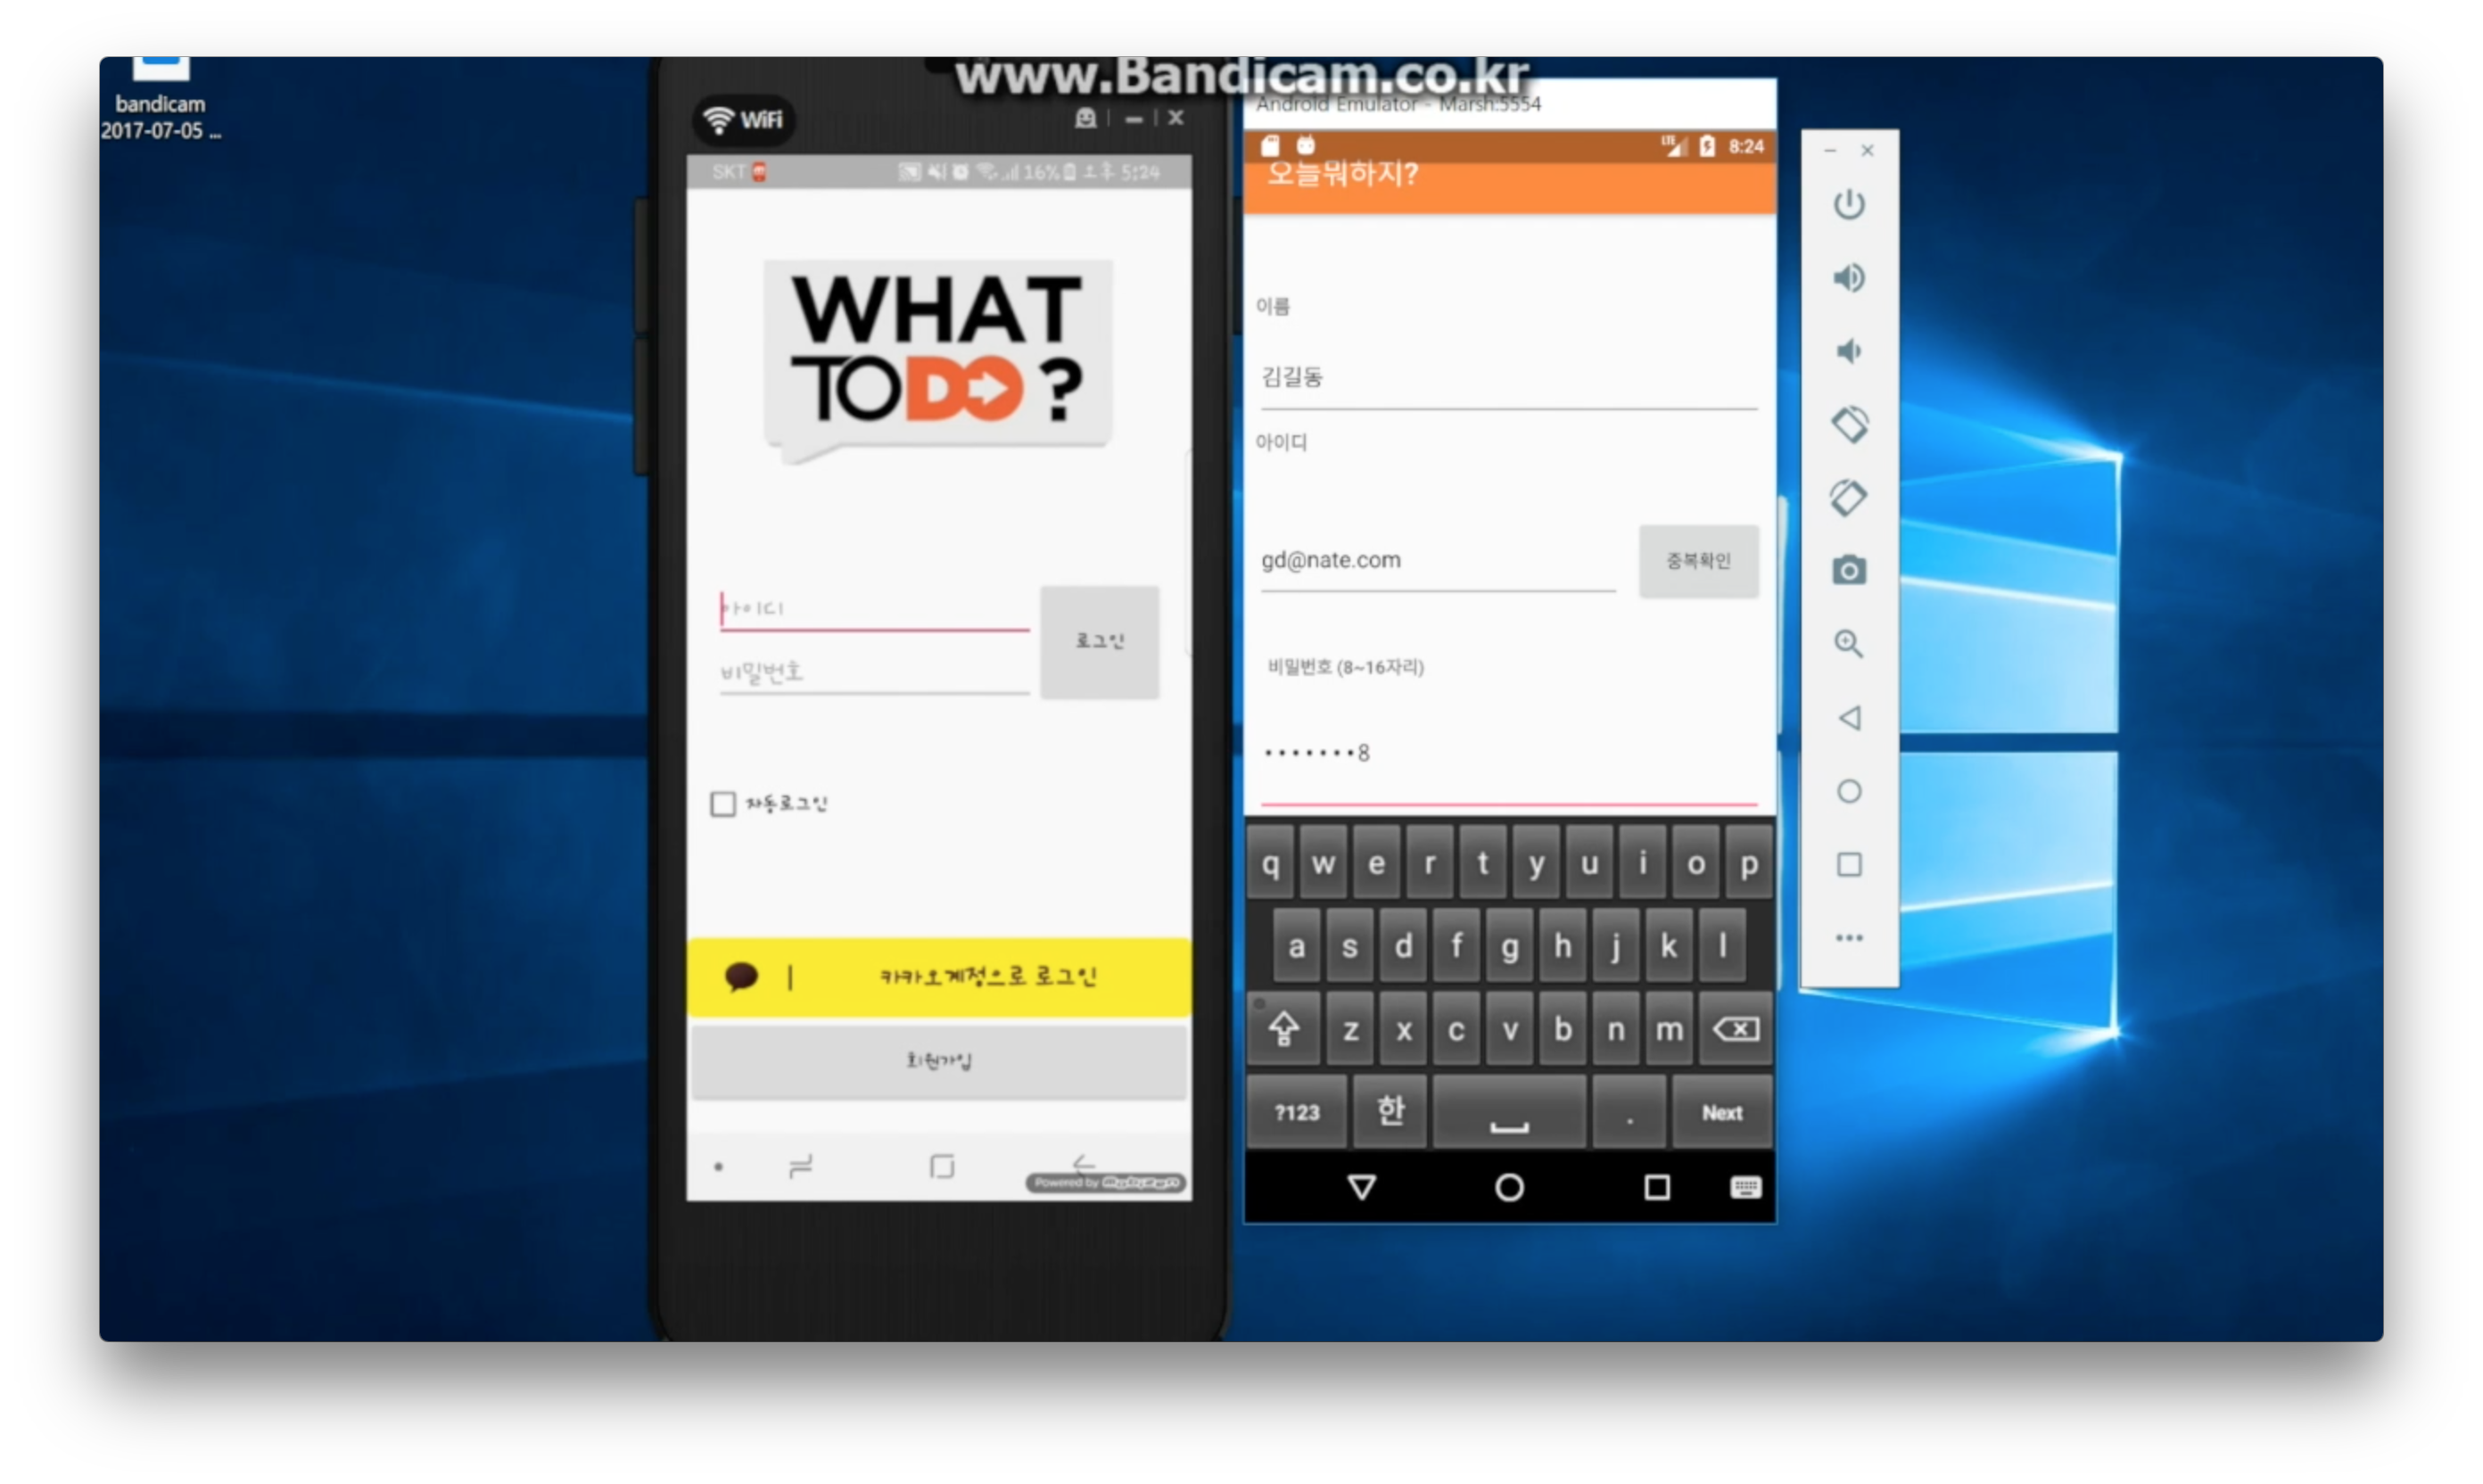 www.Bandicam.co.kr
bandicam
2017-07-05 ...
WiFi
SKT
16% 오후 5:24
WHAT
TO DO ?
아이디
비밀번호
로그인
자동로그인
카카오계정으로 로그인
회원가입
Powered by
Android Emulator - Marsh:5554
LTE 8:24
오늘뭐하지?
이름
김길동
아이디
gd@nate.com
중복확인
비밀번호 (8~16자리)
•••••••8
q w e r t y u i o p
a s d f g h j k l
z x c v b n m
?123 한 . Next